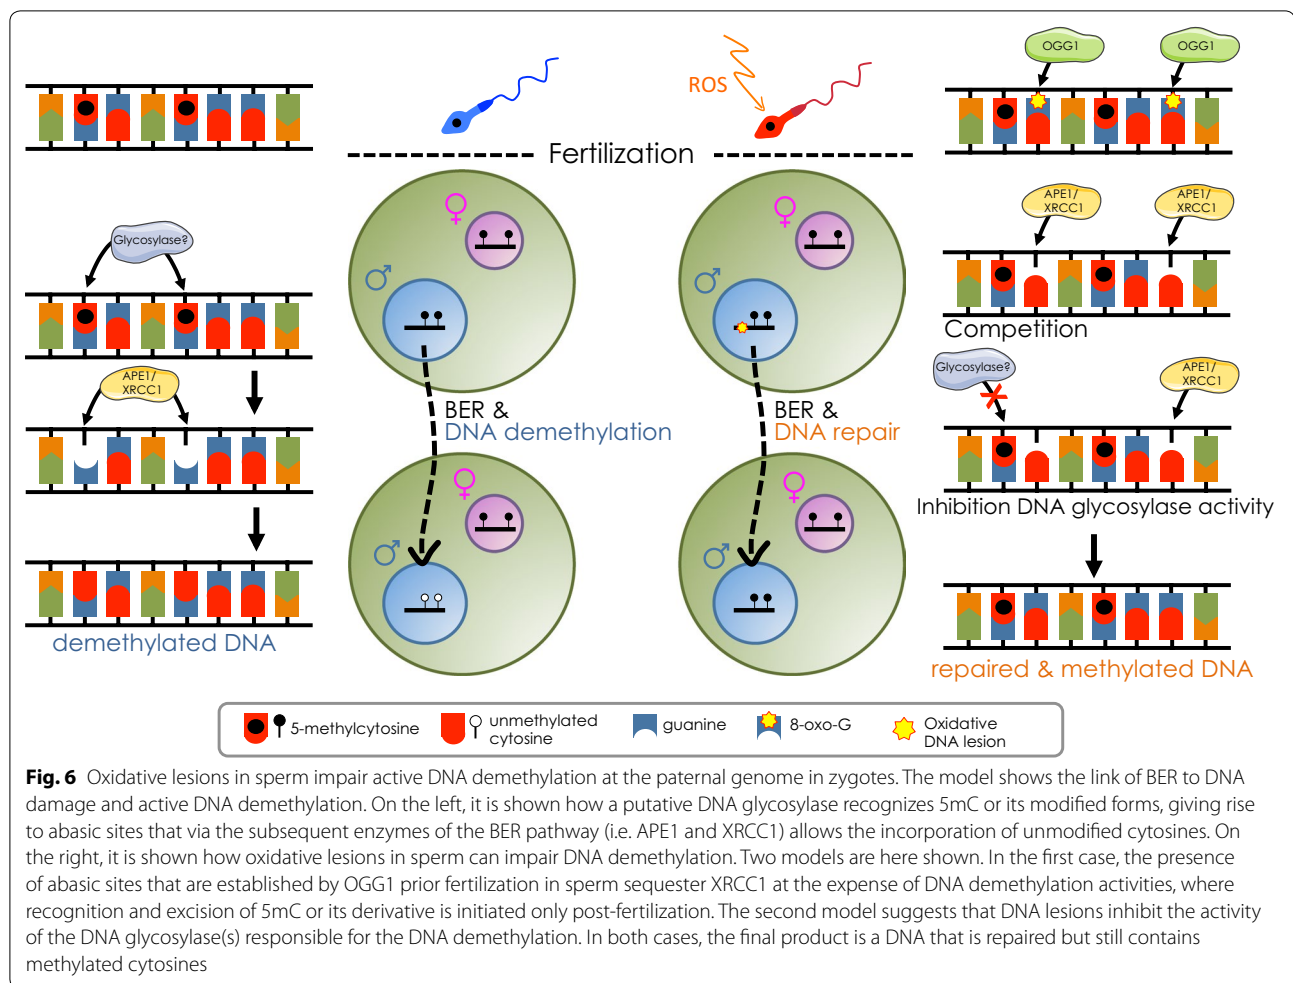 OGG1
OGG1
ROS
Fertilization
APE1/
XRCC1
APE1/
XRCC1
Glycosylase?
Competition
Glycosylase?
APE1/
XRCC1
APE1/
XRCC1
BER &
DNA demethylation
BER &
DNA repair
Inhibition DNA glycosylase activity
demethylated DNA
repaired & methylated DNA
5-methylcytosine
unmethylated
cytosine
guanine
8-oxo-G
Oxidative
DNA lesion
Fig. 6 Oxidative lesions in sperm impair active DNA demethylation at the paternal genome in zygotes. The model shows the link of BER to DNA
damage and active DNA demethylation. On the left, it is shown how a putative DNA glycosylase recognizes 5mC or its modified forms, giving rise
to abasic sites that via the subsequent enzymes of the BER pathway (i.e. APE1 and XRCC1) allows the incorporation of unmodified cytosines. On
the right, it is shown how oxidative lesions in sperm can impair DNA demethylation. Two models are here shown. In the first case, the presence
of abasic sites that are established by OGG1 prior fertilization in sperm sequester XRCC1 at the expense of DNA demethylation activities, where
recognition and excision of 5mC or its derivative is initiated only post-fertilization. The second model suggests that DNA lesions inhibit the activity
of the DNA glycosylase(s) responsible for the DNA demethylation. In both cases, the final product is a DNA that is repaired but still contains
methylated cytosines